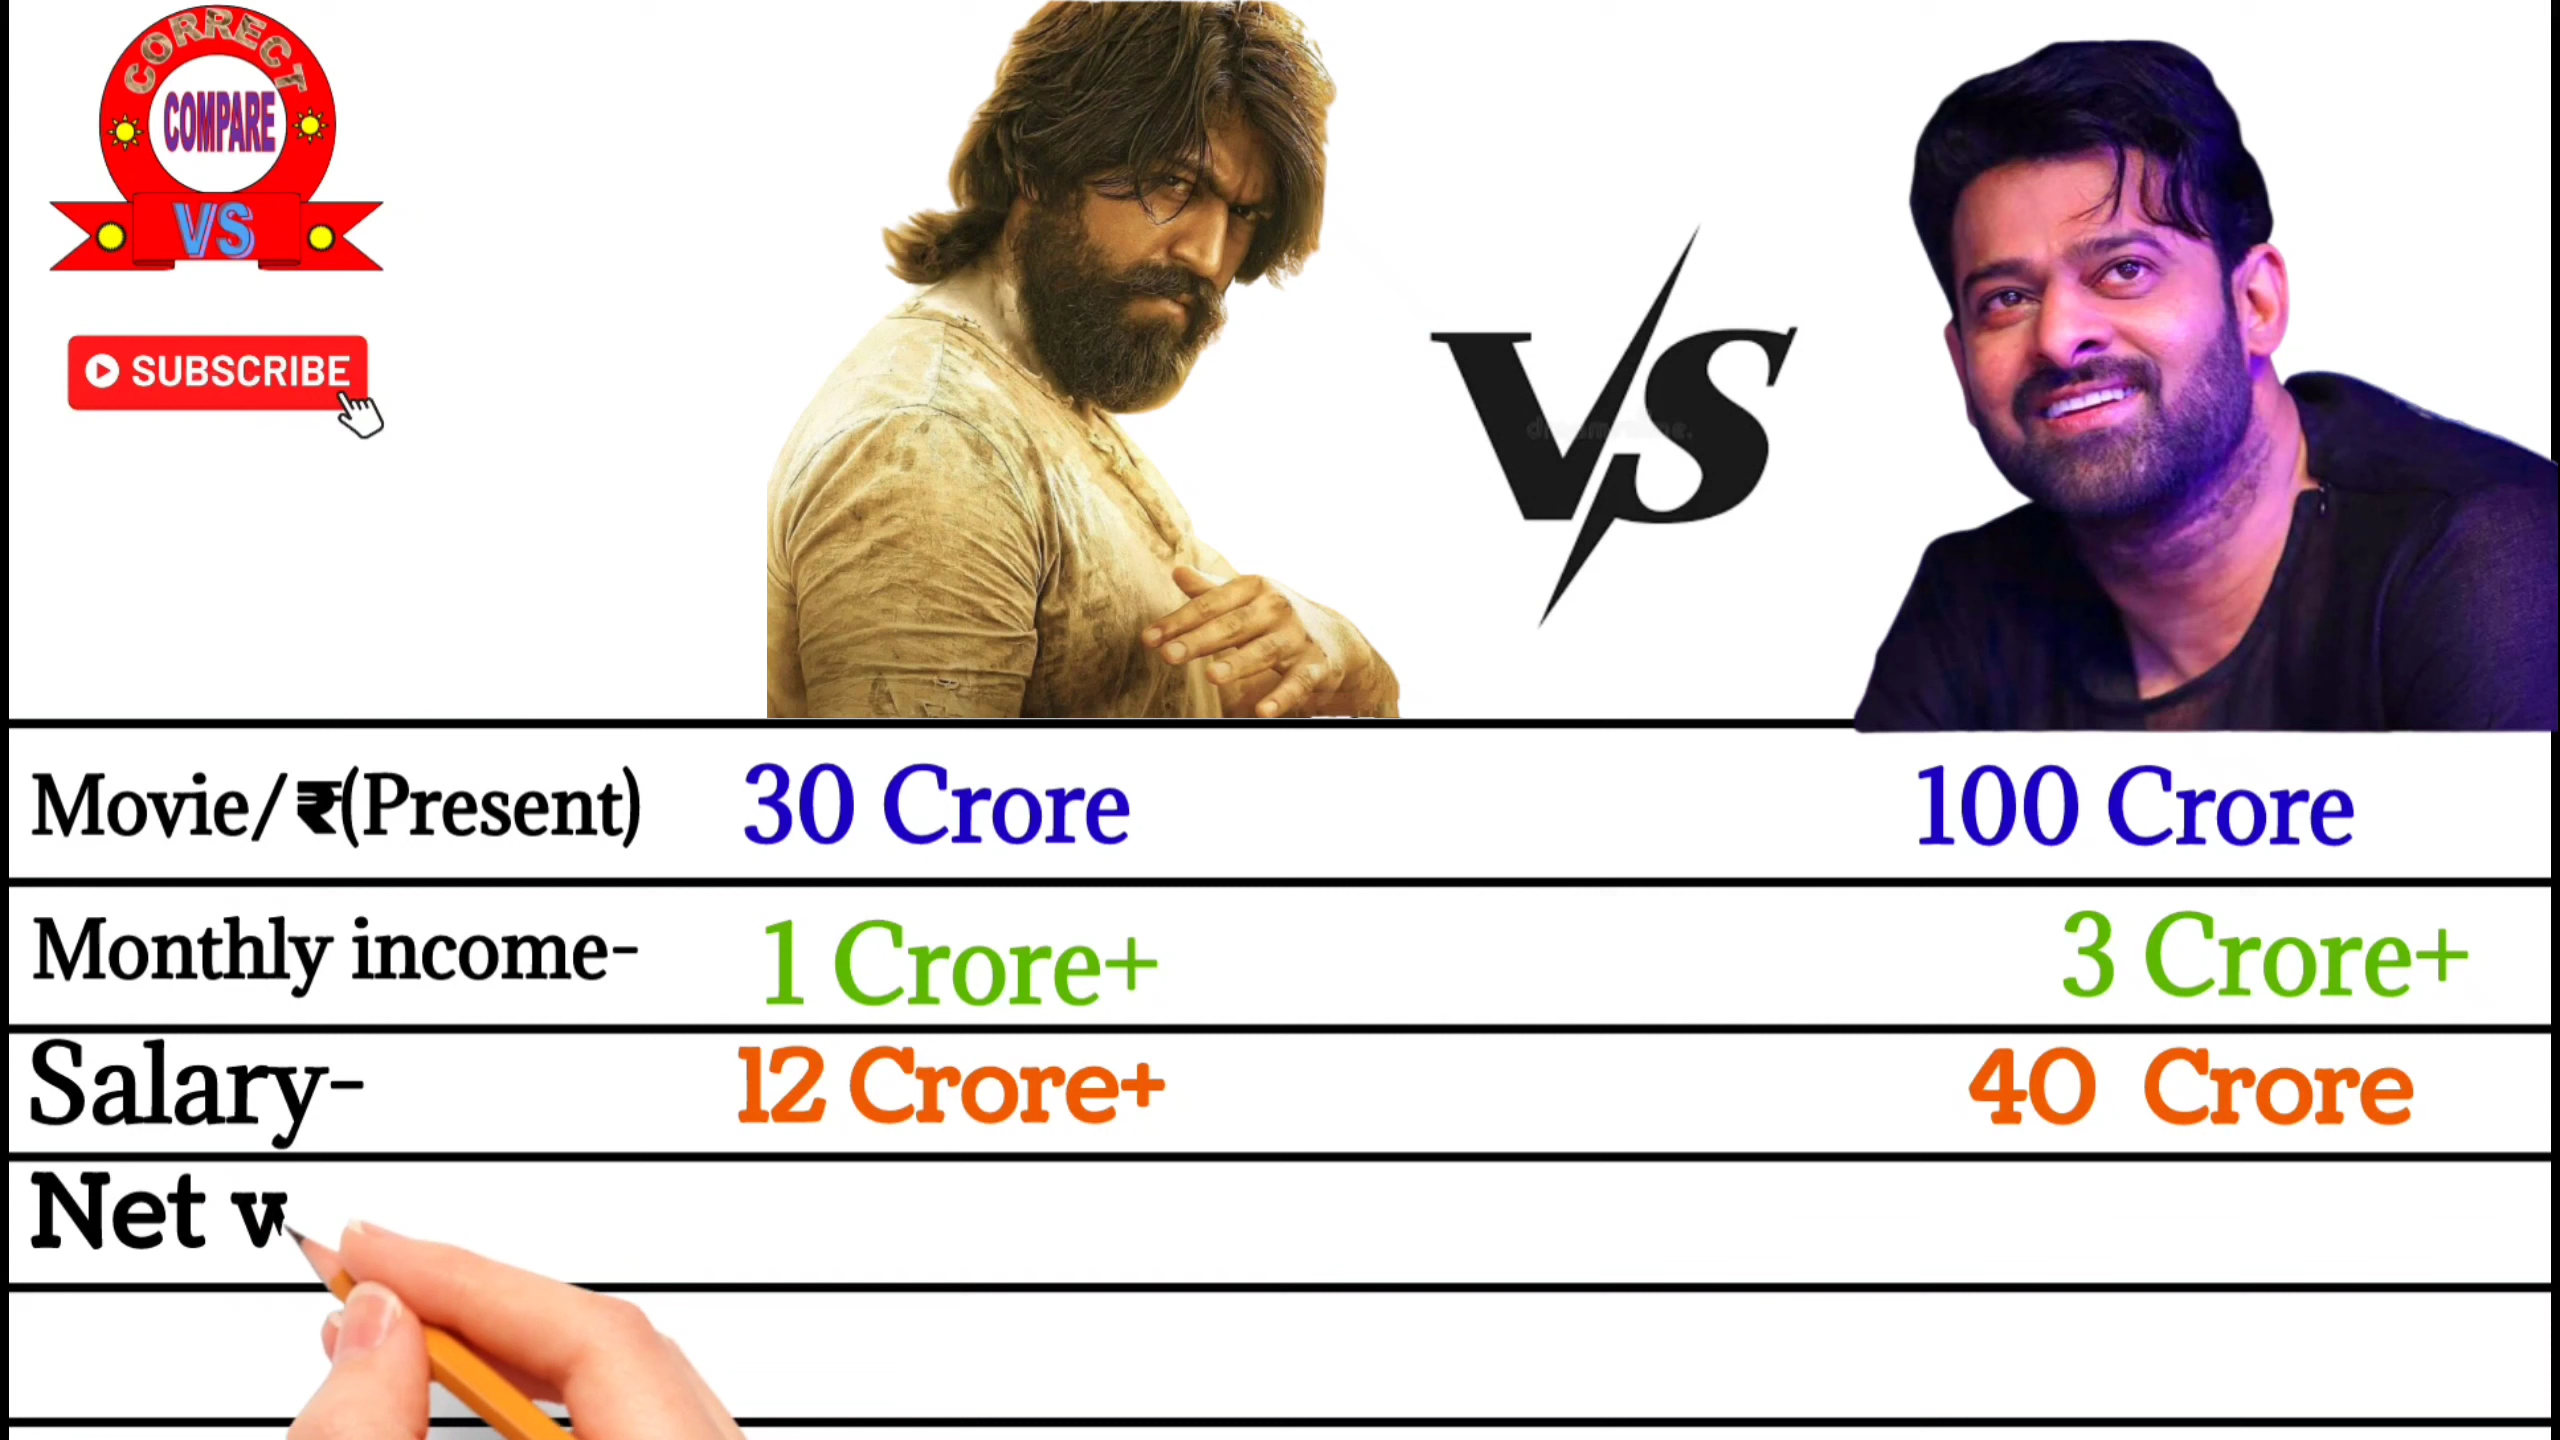 CORRECT
COMPARE
VS
SUBSCRIBE
VS
Movie/₹(Present) 30 Crore 100 Crore
Monthly income- 1 Crore+ 3 Crore+
Salary- 12 Crore+ 40 Crore
Net w